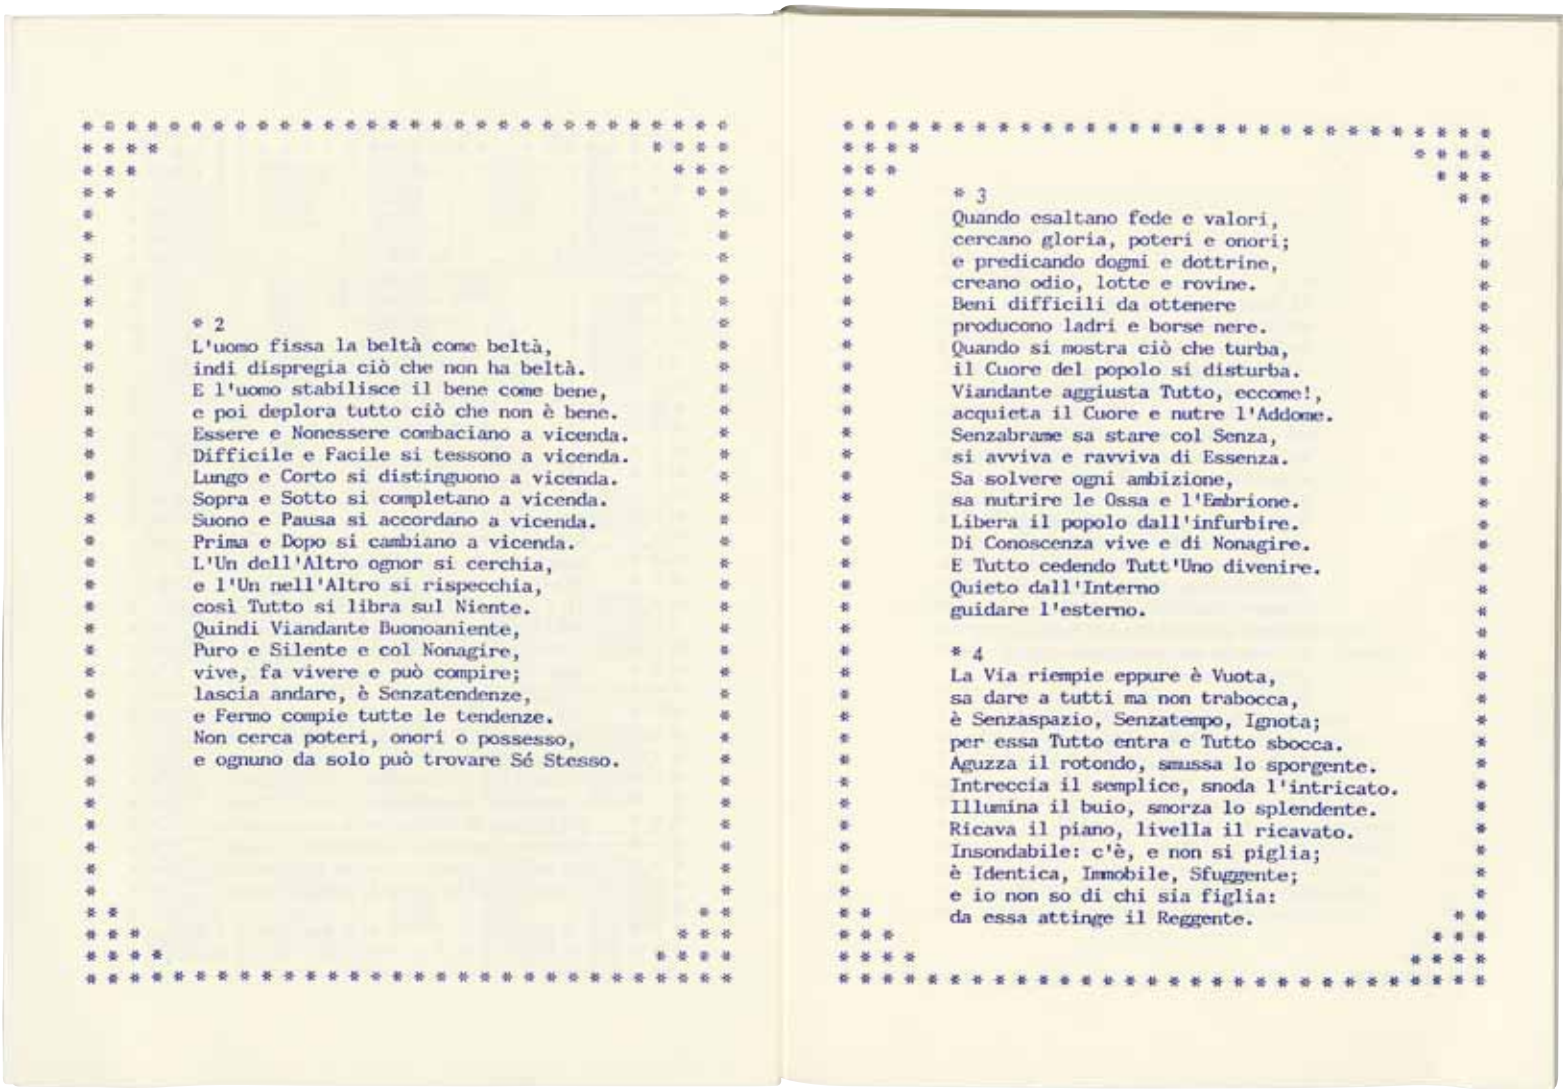 * 2
L'uomo fissa la beltà come beltà,
indi dispregia ciò che non ha beltà.
E l'uomo stabilisce il bene come bene,
e poi deplora tutto ciò che non è bene.
Essere e Nonessere combaciano a vicenda.
Difficile e Facile si tessono a vicenda.
Lungo e Corto si distinguono a vicenda.
Sopra e Sotto si completano a vicenda.
Suono e Pausa si accordano a vicenda.
Prima e Dopo si cambiano a vicenda.
L'Un dell'Altro ognor si cerchia,
e l'Un nell'Altro si rispecchia,
così Tutto si libra sul Niente.
Quindi Viandante Buonoaniente,
Puro e Silente e col Nonagire,
vive, fa vivere e può compire;
lascia andare, è Senzatendenze,
e Fermo compie tutte le tendenze.
Non cerca poteri, onori o possesso,
e ognuno da solo può trovare Sé Stesso.
* 3
Quando esaltano fede e valori,
cercano gloria, poteri e onori;
e predicando dogmi e dottrine,
creano odio, lotte e rovine.
Beni difficili da ottenere
producono ladri e borse nere.
Quando si mostra ciò che turba,
il Cuore del popolo si disturba.
Viandante aggiusta Tutto, eccome!,
acquieta il Cuore e nutre l'Addome.
Senzabrame sa stare col Senza,
si avviva e ravviva di Essenza.
Sa solvere ogni ambizione,
sa nutrire le Ossa e l'Embrione.
Libera il popolo dall'infurbire.
Di Conoscenza vive e di Nonagire.
E Tutto cedendo Tutt'Uno divenire.
Quieto dall'Interno
guidare l'esterno.
* 4
La Via riempie eppure è Vuota,
sa dare a tutti ma non trabocca,
è Senzaspazio, Senzatempo, Ignota;
per essa Tutto entra e Tutto sbocca.
Aguzza il rotondo, smussa lo sporgente.
Intreccia il semplice, snoda l'intricato.
Illumina il buio, smorza lo splendente.
Ricava il piano, livella il ricavato.
Insondabile: c'è, e non si piglia;
è Identica, Immobile, Sfuggente;
e io non so di chi sia figlia:
da essa attinge il Reggente.